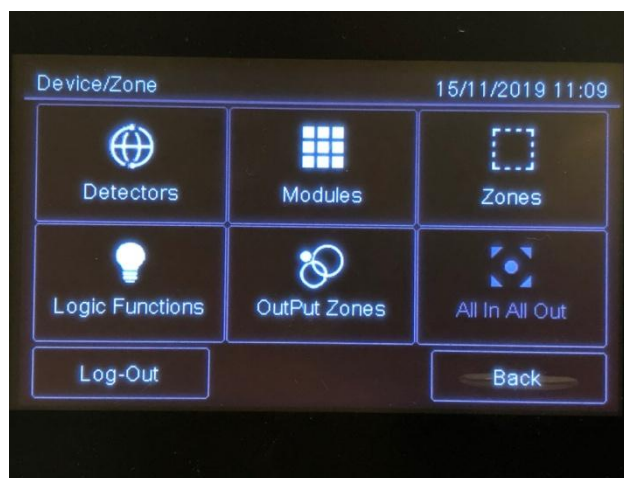 Device/Zone 15/11/2019 11:09
Detectors Modules Zones
Logic Functions OutPut Zones All In All Out
Log-Out Back